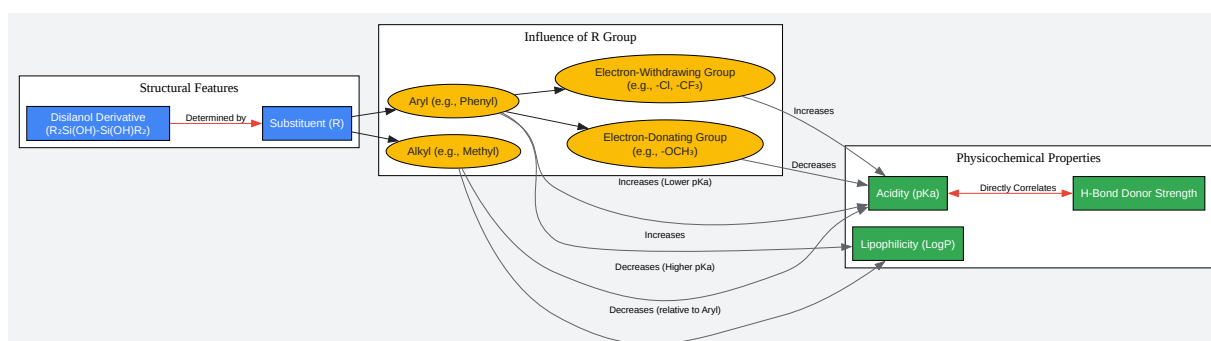 Influence of R Group
Structural Features
Disilanol Derivative
(R₂Si(OH)-Si(OH)R₂)
Determined by
Substituent (R)
Aryl (e.g., Phenyl)
Alkyl (e.g., Methyl)
Electron-Withdrawing Group
(e.g., -Cl, -CF₃)
Electron-Donating Group
(e.g., -OCH₃)
Increases
Decreases
Increases (Lower pKa)
Increases
Decreases (Higher pKa)
Decreases (relative to Aryl)
Physicochemical Properties
Acidity (pKa)
Directly Correlates
H-Bond Donor Strength
Lipophilicity (LogP)